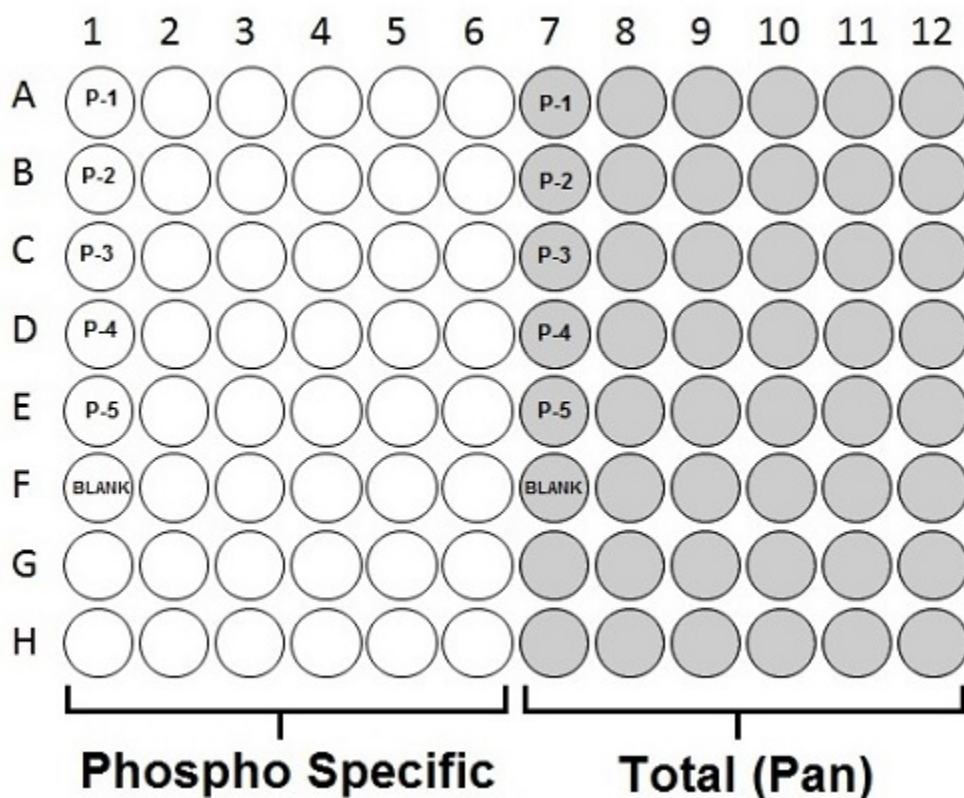 1 2 3 4 5 6 7 8 9 10 11 12
A P-1 P-1
B P-2 P-2
C P-3 P-3
D P-4 P-4
E P-5 P-5
F BLANK BLANK
G
H
Phospho Specific Total (Pan)